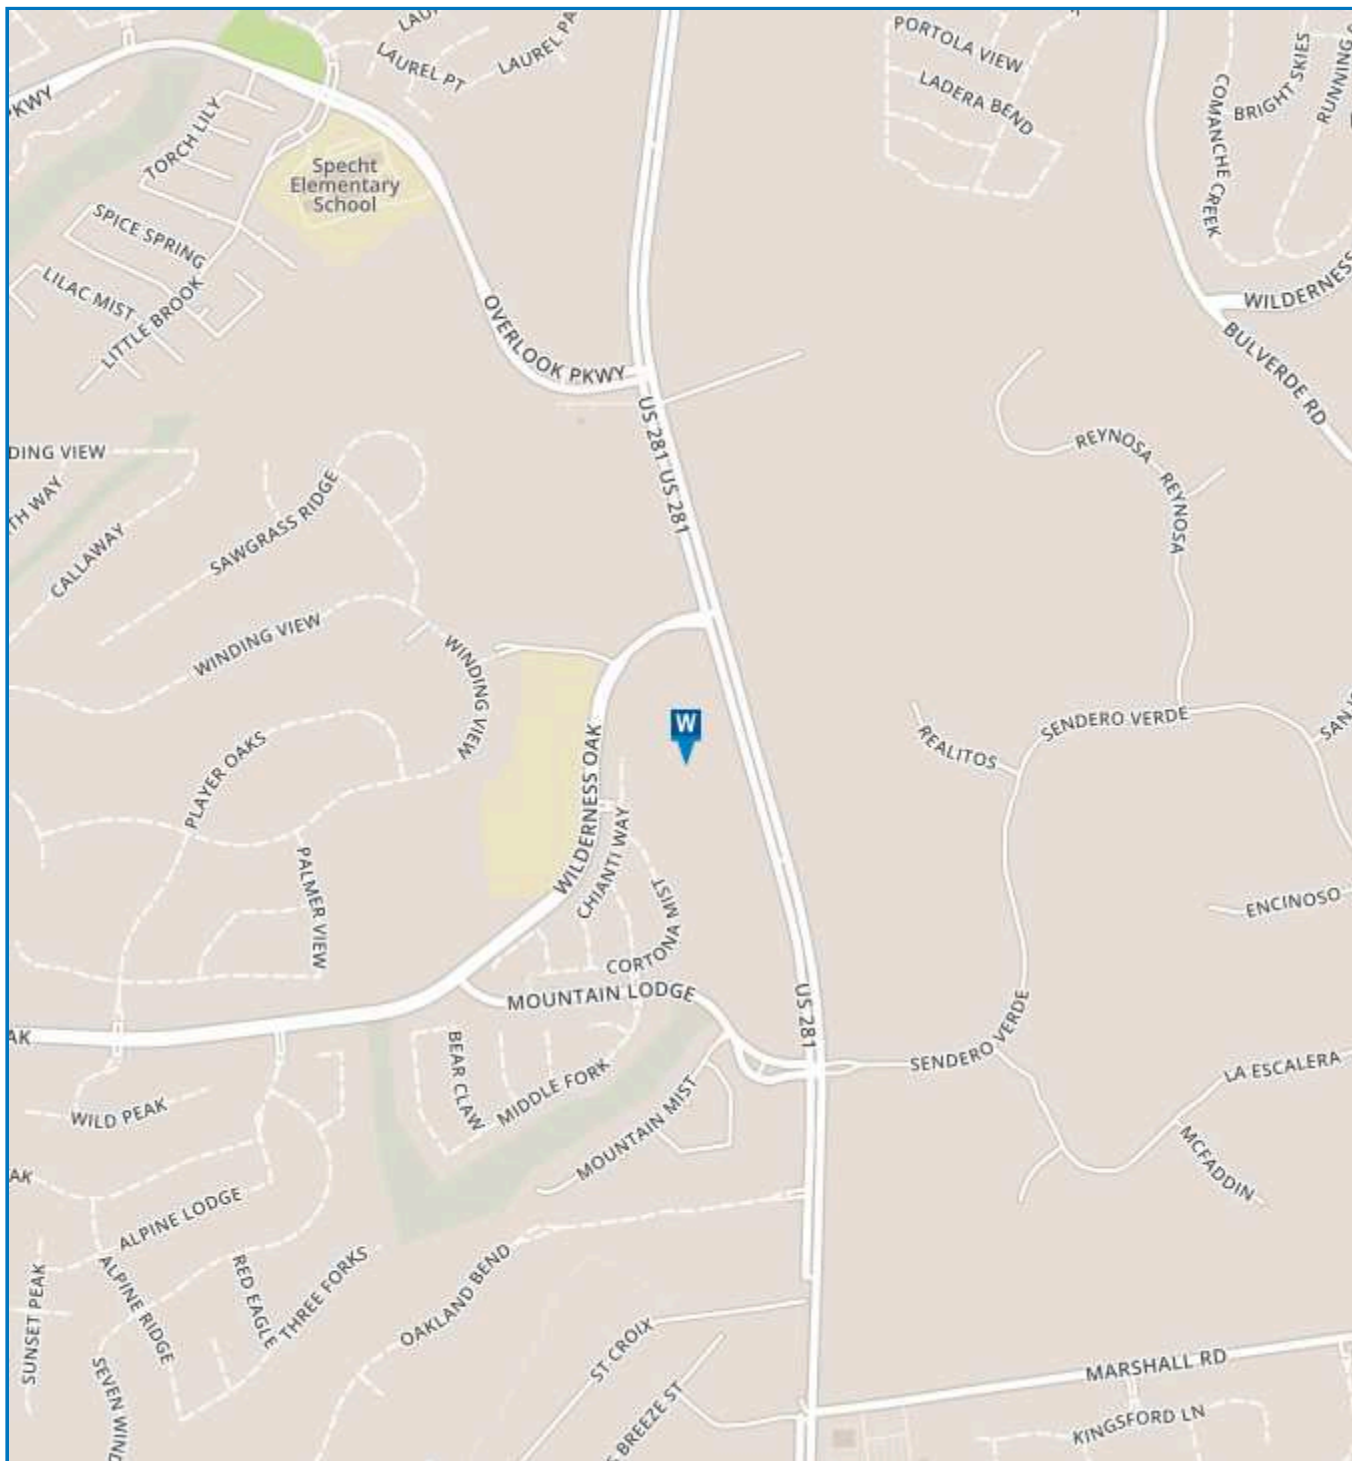 LAUREL PT
LAUREL PA
PORTOLA VIEW
LADERA BEND
COMANCHE CREEK
BRIGHT SKIES
RUNNING
PKWY
TORCH LILY
Specht
Elementary
School
SPICE SPRING
LILAC MIST
LITTLE BROOK
OVERLOOK PKWY
WILDERNESS
BULVERDE RD
US 281
US 281
DING VIEW
TH WAY
CALLAWAY
SAWGRASS RIDGE
REYNOSA
REYNOSA
WINDING VIEW
WINDING VIEW
W
REALITOS
SENDERO VERDE
SAN
PLAYER OAKS
WILDERNESS OAK
CHIANTI WAY
PALMER VIEW
CORTONA MIST
ENCINOSO
MOUNTAIN LODGE
US 281
AK
BEAR CLAW
MIDDLE FORK
MOUNTAIN MIST
SENDERO VERDE
LA ESCALERA
MCFADDIN
WILD PEAK
AK
ALPINE LODGE
ALPINE RIDGE
RED EAGLE
THREE FORKS
OAKLAND BEND
SUNSET PEAK
SEVEN WINN
ST CROIX
BREEZE ST
MARSHALL RD
KINGSFORD LN